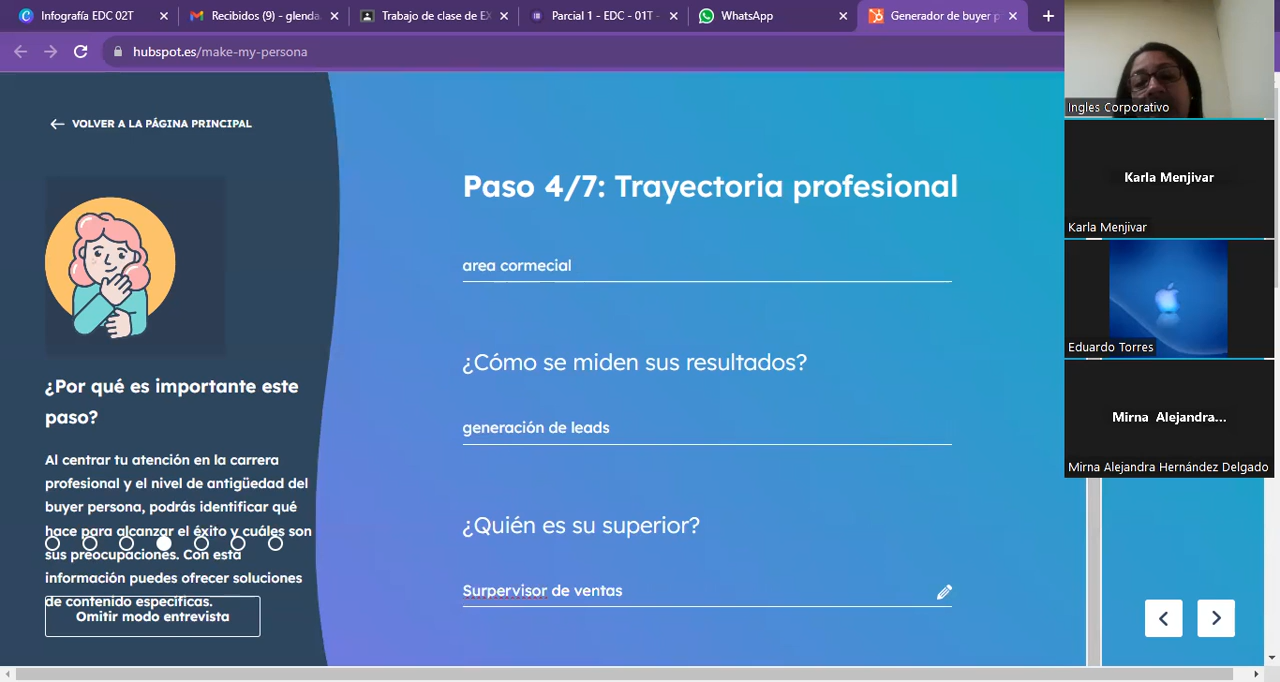 Infografía EDC 02T
Recibidos (9) - glenda.
Trabajo de clase de EX
Parcial 1 - EDC - 01T -
WhatsApp
Generador de buyer p
hubspot.es/make-my-persona
VOLVER A LA PÁGINA PRINCIPAL
¿Por qué es importante este
paso?
Al centrar tu atención en la carrera
profesional y el nivel de antigüedad del
buyer persona, podrás identificar qué
hace para alcanzar el éxito y cuáles son
sus preocupaciones. Con esta
información puedes ofrecer soluciones
de contenido específicas.
Omitir modo entrevista
Paso 4/7: Trayectoria profesional
area cormecial
¿Cómo se miden sus resultados?
generación de leads
¿Quién es su superior?
Surpervisor de ventas
Ingles Corporativo
Karla Menjivar
Karla Menjivar
Eduardo Torres
Mirna Alejandra...
Mirna Alejandra Hernández Delgado